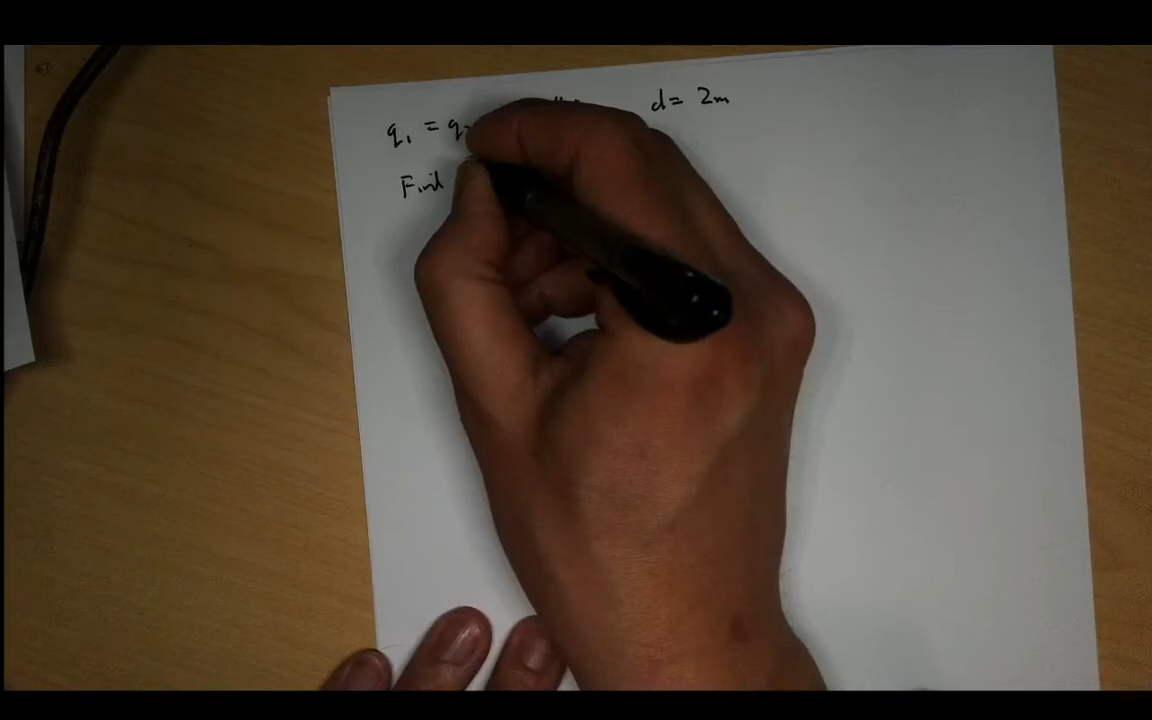 q₁ = q₂ d = 2m
Find